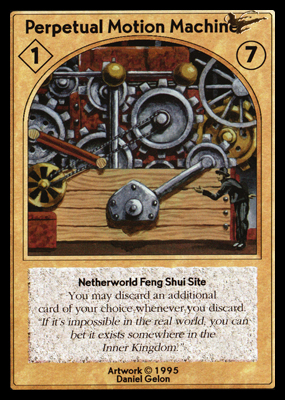 Perpetual Motion Machine
1
7
Netherworld Feng Shui Site
You may discard an additional
card of your choice whenever you discard.
"If it's impossible in the real world, you can
bet it exists somewhere in the
Inner Kingdom."
Artwork © 1995
Daniel Gelon